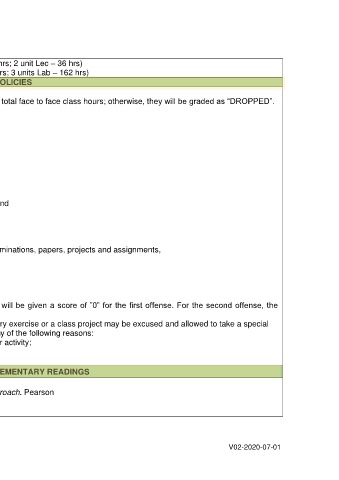 hrs; 2 unit Lec – 36 hrs)
rs; 3 units Lab – 162 hrs)
OLICIES
total face to face class hours; otherwise, they will be graded as “DROPPED”.
nd
minations, papers, projects and assignments,
will be given a score of ”0” for the first offense. For the second offense, the
ry exercise or a class project may be excused and allowed to take a special
y of the following reasons:
r activity;
EMENTARY READINGS
roach. Pearson
V02-2020-07-01